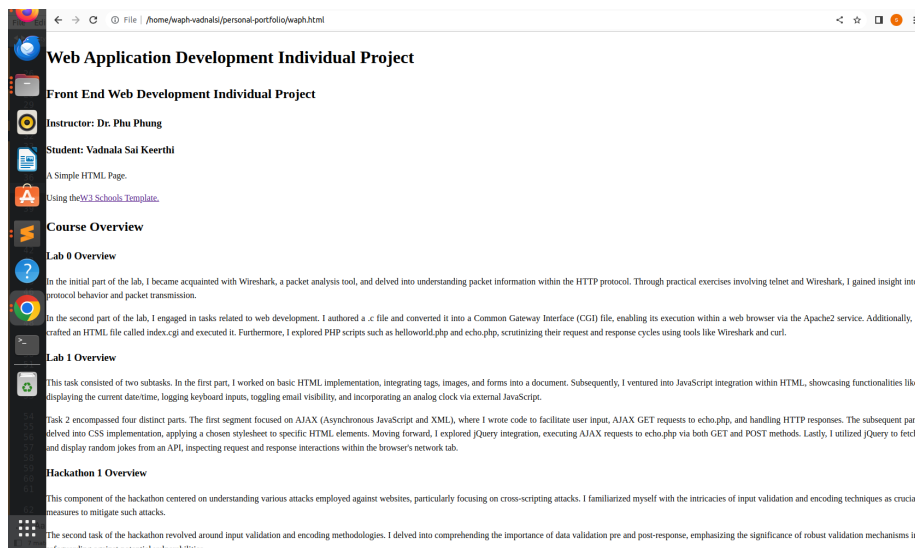 File | /home/waph-vadnalsi/personal-portfolio/waph.html
Web Application Development Individual Project
Front End Web Development Individual Project
Instructor: Dr. Phu Phung
Student: Vadnala Sai Keerthi
A Simple HTML Page.
Using theW3 Schools Template.
Course Overview
Lab 0 Overview
In the initial part of the lab, I became acquainted with Wireshark, a packet analysis tool, and delved into understanding packet information within the HTTP protocol. Through practical exercises involving telnet and Wireshark, I gained insight into
protocol behavior and packet transmission.
In the second part of the lab, I engaged in tasks related to web development. I authored a .c file and converted it into a Common Gateway Interface (CGI) file, enabling its execution within a web browser via the Apache2 service. Additionally,
crafted an HTML file called index.cgi and executed it. Furthermore, I explored PHP scripts such as helloworld.php and echo.php, scrutinizing their request and response cycles using tools like Wireshark and curl.
Lab 1 Overview
This task consisted of two subtasks. In the first part, I worked on basic HTML implementation, integrating tags, images, and forms into a document. Subsequently, I ventured into JavaScript integration within HTML, showcasing functionalities like
displaying the current date/time, logging keyboard inputs, toggling email visibility, and incorporating an analog clock via external JavaScript.
Task 2 encompassed four distinct parts. The first segment focused on AJAX (Asynchronous JavaScript and XML), where I wrote code to facilitate user input, AJAX GET requests to echo.php, and handling HTTP responses. The subsequent par
delved into CSS implementation, applying a chosen stylesheet to specific HTML elements. Moving forward, I explored jQuery integration, executing AJAX requests to echo.php via both GET and POST methods. Lastly, I utilized jQuery to fetch
and display random jokes from an API, inspecting request and response interactions within the browser's network tab.
Hackathon 1 Overview
This component of the hackathon centered on understanding various attacks employed against websites, particularly focusing on cross-scripting attacks. I familiarized myself with the intricacies of input validation and encoding techniques as crucia
measures to mitigate such attacks.
The second task of the hackathon revolved around input validation and encoding methodologies. I delved into comprehending the importance of data validation pre and post-response, emphasizing the significance of robust validation mechanisms in